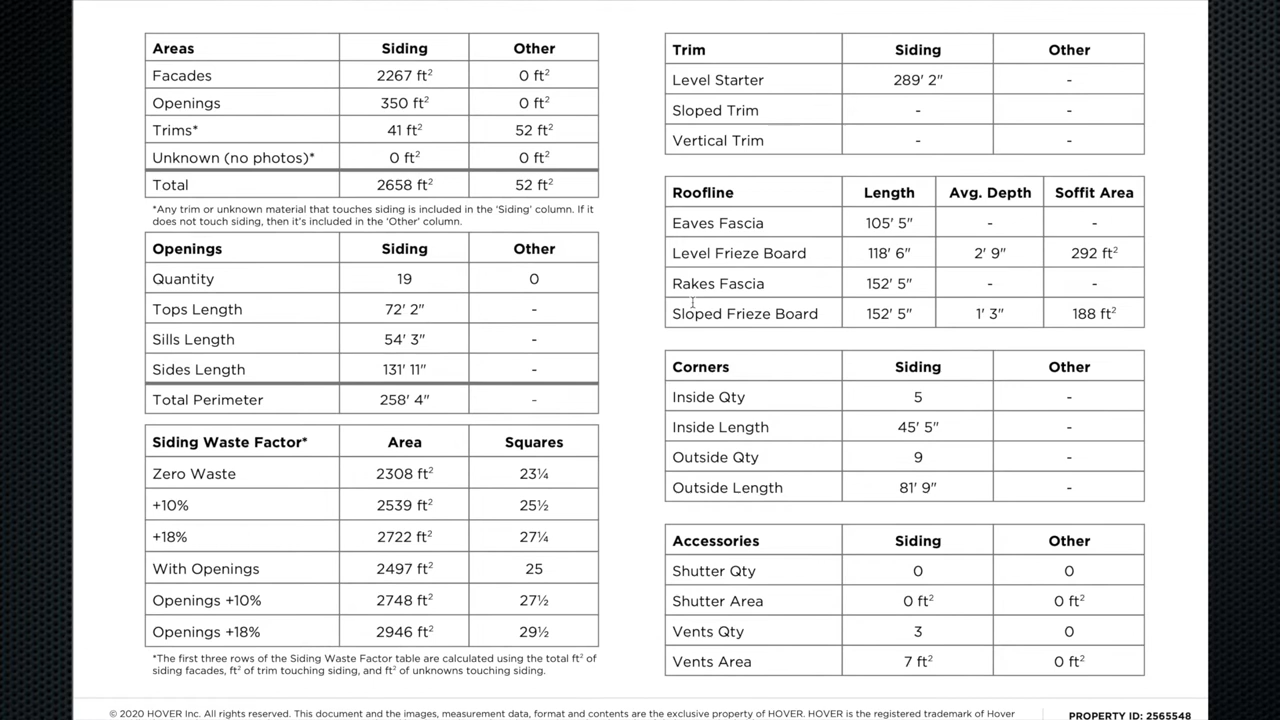 Areas Siding Other
Facades 2267 ft² 0 ft²
Openings 350 ft² 0 ft²
Trims* 41 ft² 52 ft²
Unknown (no photos)* 0 ft² 0 ft²
Total 2658 ft² 52 ft²
*Any trim or unknown material that touches siding is included in the ‘Siding’ column. If it
does not touch siding, then it’s included in the ‘Other’ column.
Openings Siding Other
Quantity 19 0
Tops Length 72' 2" -
Sills Length 54' 3" -
Sides Length 131' 11" -
Total Perimeter 258' 4" -
Siding Waste Factor* Area Squares
Zero Waste 2308 ft² 23¼
+10% 2539 ft² 25½
+18% 2722 ft² 27¼
With Openings 2497 ft² 25
Openings +10% 2748 ft² 27½
Openings +18% 2946 ft² 29½
*The first three rows of the Siding Waste Factor table are calculated using the total ft² of
siding facades, ft² of trim touching siding, and ft² of unknowns touching siding.
Trim Siding Other
Level Starter 289' 2" -
Sloped Trim - -
Vertical Trim - -
Roofline Length Avg. Depth Soffit Area
Eaves Fascia 105' 5" - -
Level Frieze Board 118' 6" 2' 9" 292 ft²
Rakes Fascia 152' 5" - -
Sloped Frieze Board 152' 5" 1' 3" 188 ft²
Corners Siding Other
Inside Qty 5 -
Inside Length 45' 5" -
Outside Qty 9 -
Outside Length 81' 9" -
Accessories Siding Other
Shutter Qty 0 0
Shutter Area 0 ft² 0 ft²
Vents Qty 3 0
Vents Area 7 ft² 0 ft²
© 2020 HOVER Inc. All rights reserved. This document and the images, measurement data, format and contents are the exclusive property of HOVER. HOVER is the registered trademark of Hover
PROPERTY ID: 2565548